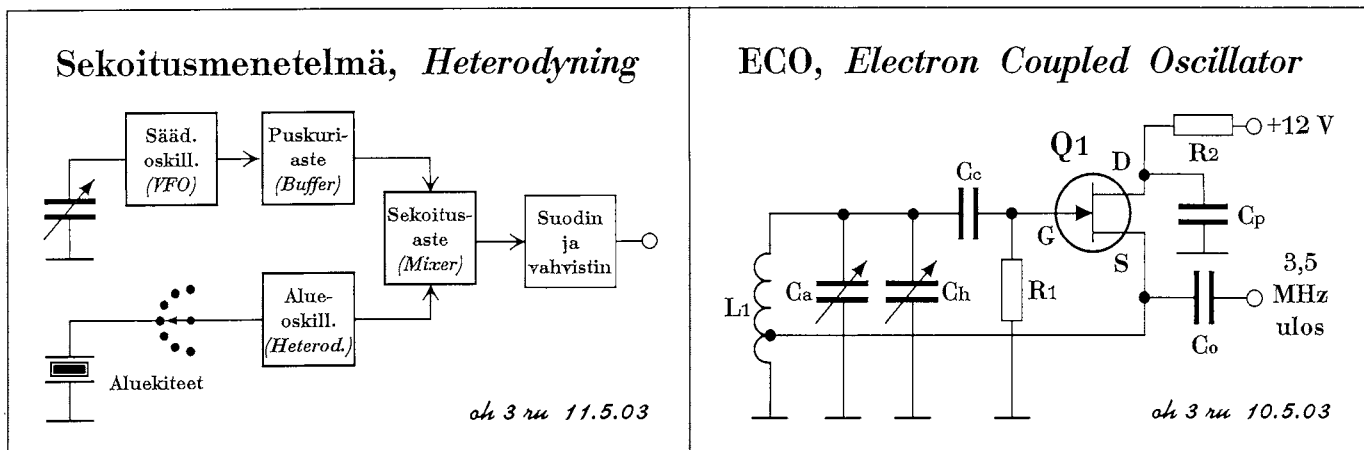 Sekoitusmenetelmä, Heterodyning
Sääd.
oskill.
(VFO)
Puskuri-
aste
(Buffer)
Sekoitus-
aste
(Mixer)
Suodin
ja
vahvistin
Alue-
oskill.
(Heterod.)
Aluekiteet
oh 3 ru 11.5.03
ECO, Electron Coupled Oscillator
+12 V
R2
Q1
D
Cc
G
S
Cp
L1
Ca
Ch
R1
3,5
MHz
ulos
Co
oh 3 ru 10.5.03